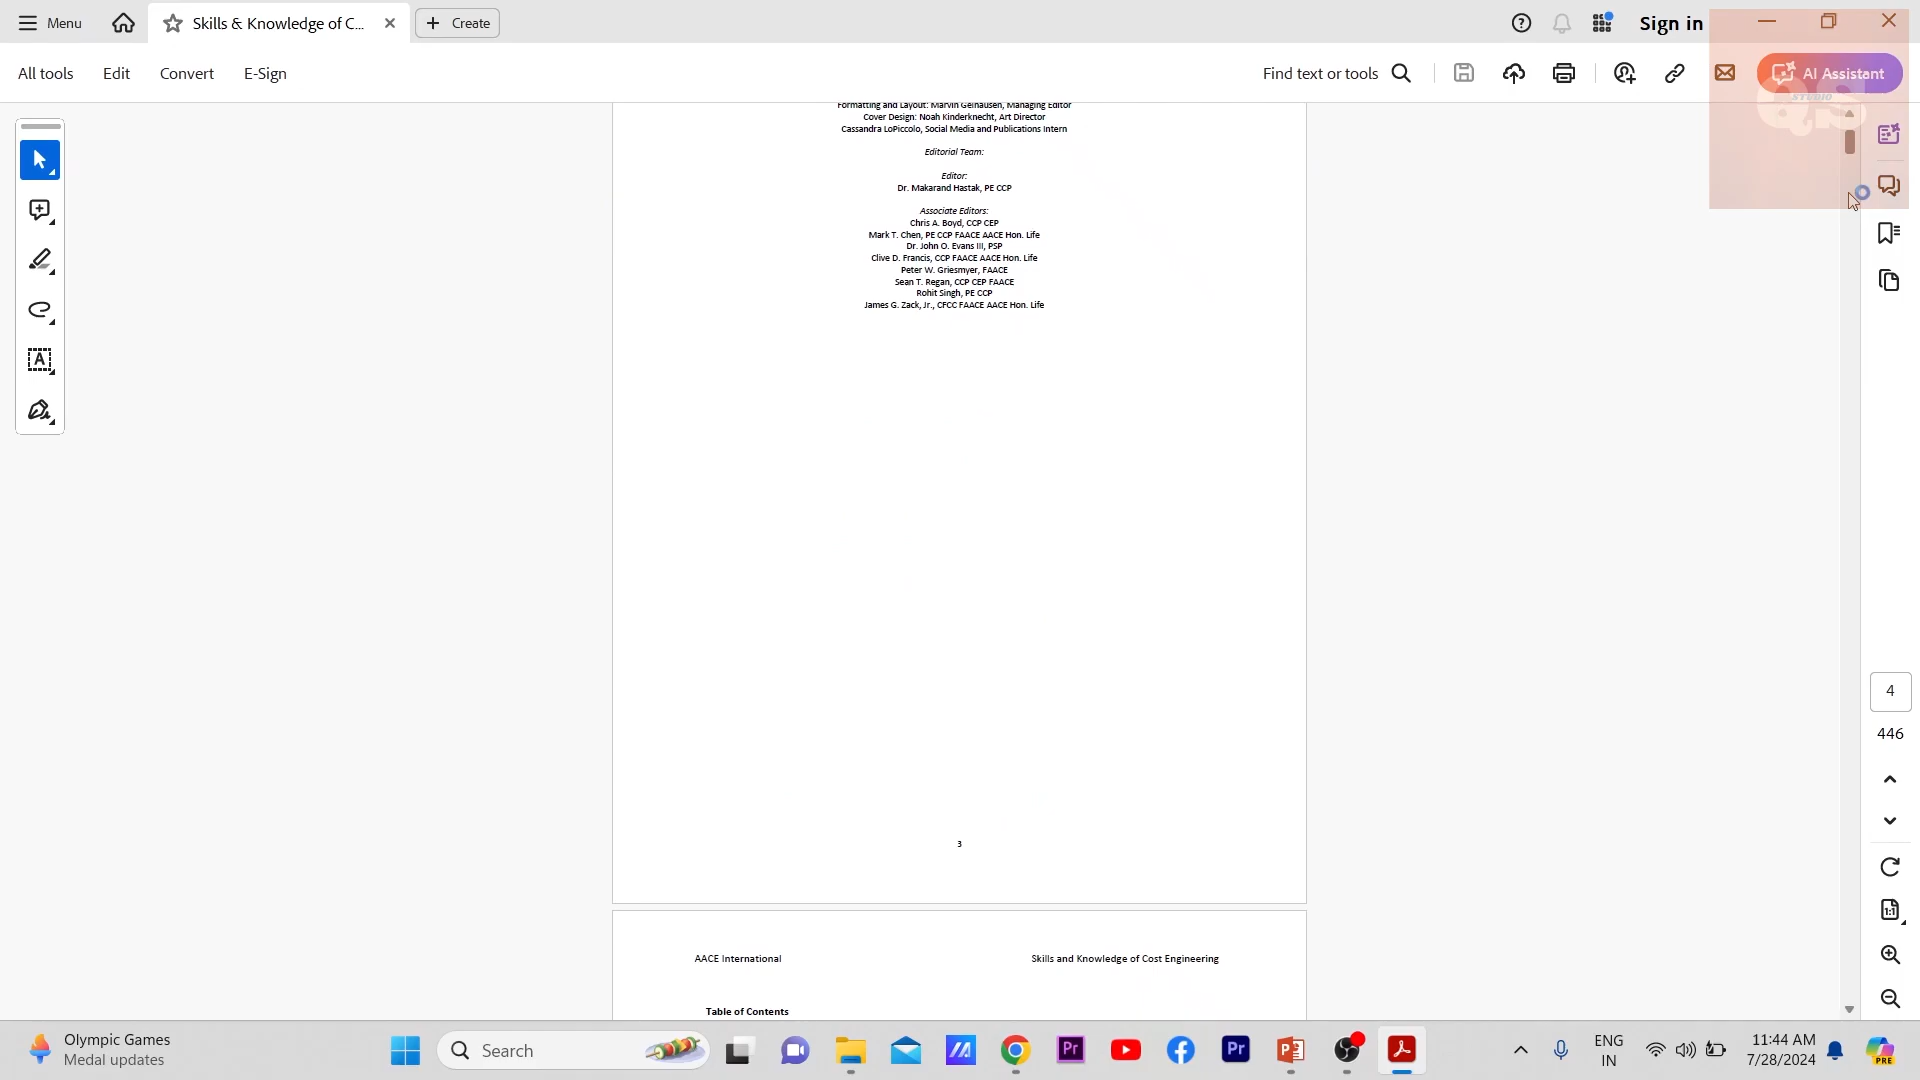 Menu
Skills & Knowledge of C...
Create
Sign in
All tools
Edit
Convert
E-Sign
Find text or tools
AI Assistant
STUDIO
QS
Formatting and Layout: Marvin Gelhausen, Managing Editor
Cover Design: Noah Kinderknecht, Art Director
Cassandra LoPiccolo, Social Media and Publications Intern
Editorial Team:
Editor:
Dr. Makarand Hastak, PE CCP
Associate Editors:
Chris A. Boyd, CCP CEP
Mark T. Chen, PE CCP FAACE AACE Hon. Life
Dr. John O. Evans III, PSP
Clive D. Francis, CCP FAACE AACE Hon. Life
Peter W. Griesmyer, FAACE
Sean T. Regan, CCP CEP FAACE
Rohit Singh, PE CCP
James G. Zack, Jr., CFCC FAACE AACE Hon. Life
4
446
3
AACE International
Skills and Knowledge of Cost Engineering
Table of Contents
Olympic Games
Medal updates
Search
Pr
Pr
ENG
IN
11:44 AM
7/28/2024
PRE